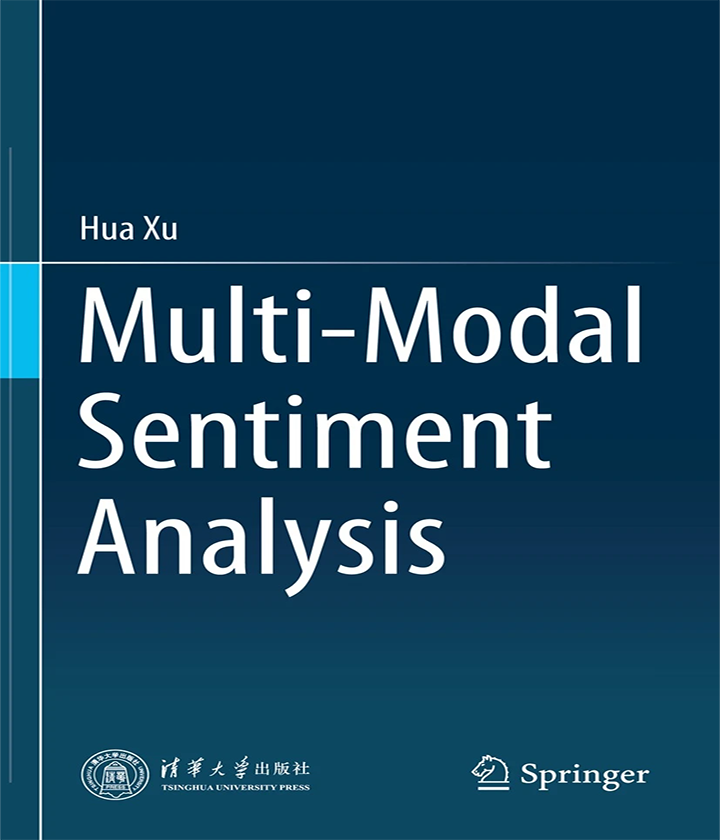 Hua Xu
Multi-Modal
Sentiment
Analysis
清華大学出版社
TSINGHUA UNIVERSITY PRESS
Springer